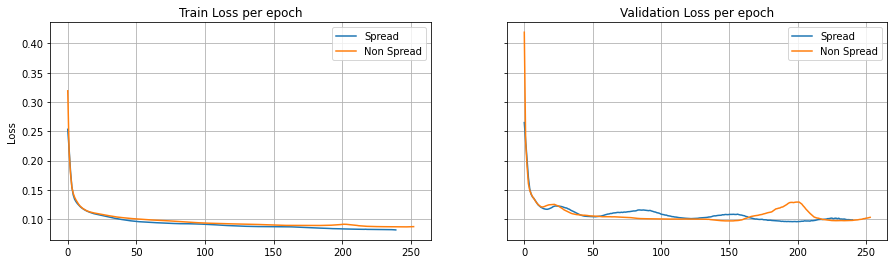 Train Loss per epoch
Validation Loss per epoch
Spread
Non Spread
Spread
Non Spread
Loss
0.40
0.35
0.30
0.25
0.20
0.15
0.10
0 50 100 150 200 250
0 50 100 150 200 250